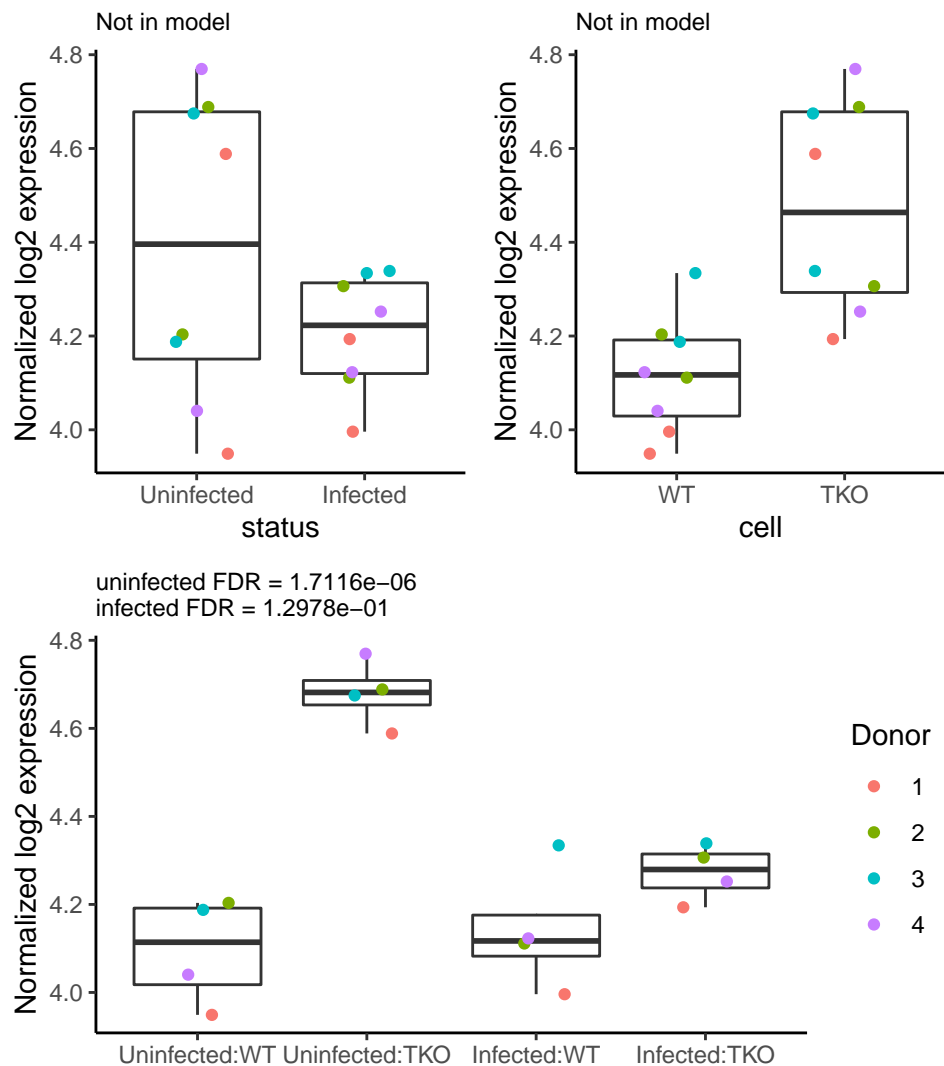 Not in model
Normalized log2 expression
4.8
4.6
4.4
4.2
4.0
Uninfected
Infected
status
Not in model
Normalized log2 expression
4.8
4.6
4.4
4.2
4.0
WT
TKO
cell
uninfected FDR = 1.7116e−06
infected FDR = 1.2978e−01
Normalized log2 expression
4.8
4.6
4.4
4.2
4.0
Uninfected:WT
Uninfected:TKO
Infected:WT
Infected:TKO
Donor
1
2
3
4